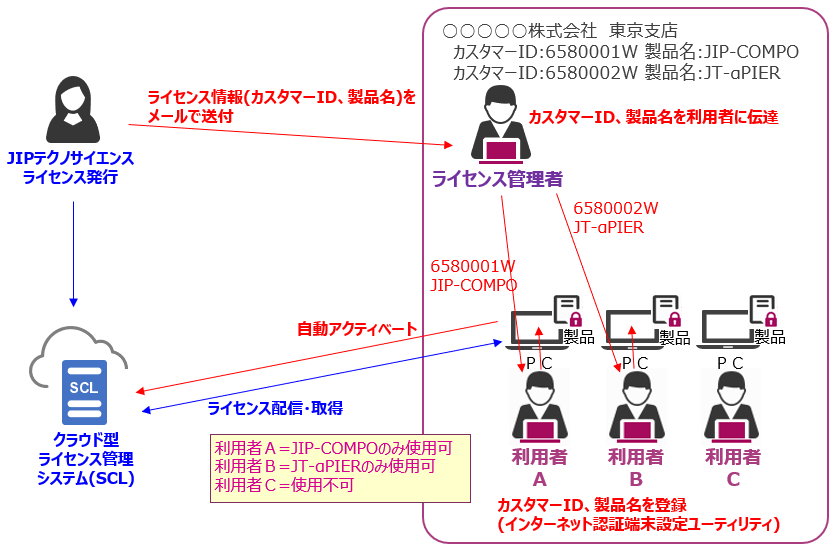 ○○○○○株式会社 東京支店
カスタマーID:6580001W 製品名:JIP-COMPO
カスタマーID:6580002W 製品名:JT-αPIER
ライセンス情報(カスタマーID、製品名)を
メールで送付
カスタマーID、製品名を利用者に伝達
JIPテクノサイエンス
ライセンス発行
ライセンス管理者
6580002W
JT-αPIER
6580001W
JIP-COMPO
自動アクティベート
製品
製品
製品
ＰＣ
ＰＣ
ＰＣ
SCL
ライセンス配信・取得
クラウド型
ライセンス管理
システム(SCL)
利用者Ａ＝JIP-COMPOのみ使用可
利用者Ｂ＝JT-αPIERのみ使用可
利用者Ｃ＝使用不可
利用者
A
利用者
B
利用者
C
カスタマーID、製品名を登録
(インターネット認証端末設定ユーティリティ)